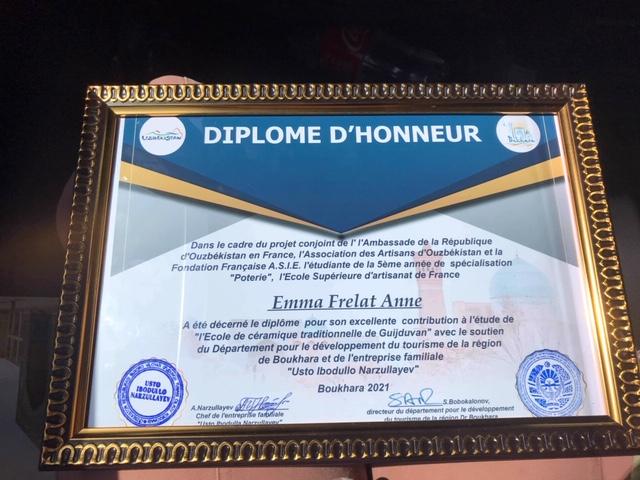 UZBEKISTAN
DIPLOME D'HONNEUR
Bukhara
Dans le cadre du projet conjoint de l' l'Ambassade de la République
d'Ouzbékistan en France, l'Association des Artisans d'Ouzbékistan et la
Fondation Française A.S.I.E. l'étudiante de la 5ème année de spécialisation
"Poterie", l'Ecole Supérieure d'artisanat de France
Emma Frelat Anne
A été décerné le diplôme pour son excellente contribution à l'étude de
"l'Ecole de céramique traditionnelle de Guijduvan" avec le soutien
du Département pour le développement du tourisme de la région
de Boukhara et de l'entreprise familiale
"Usto Ibodullo Narzullayev"
Boukhara 2021
USTO
IBODULLO
NARZULLAYEV
A.Narzullayev
Chef de l'entreprise familiale
"Usto Ibodulla Narzullayev"
S.Bobokalonov,
directeur du département pour le développement
du tourisme de la région Dr Boukhara